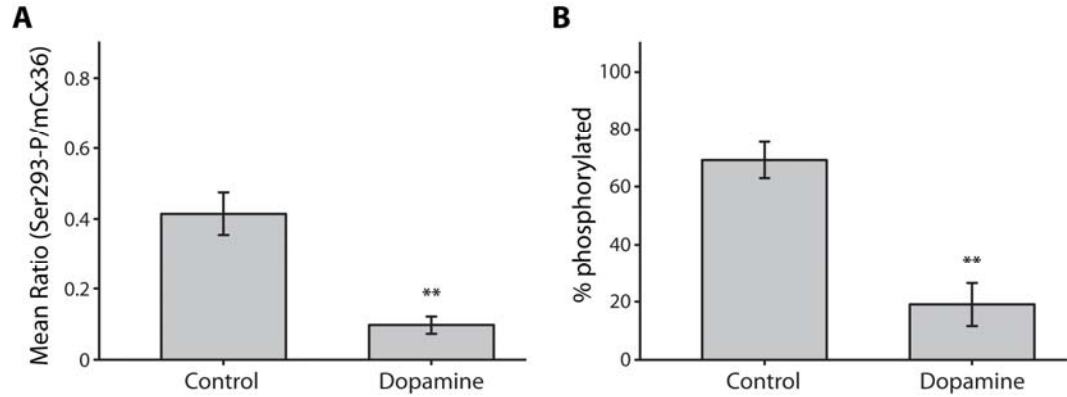 A
Mean Ratio (Ser293-P/mCx36)
0.8
0.6
0.4
0.2
0
**
Control
Dopamine
B
% phosphorylated
100
80
60
40
20
0
**
Control
Dopamine